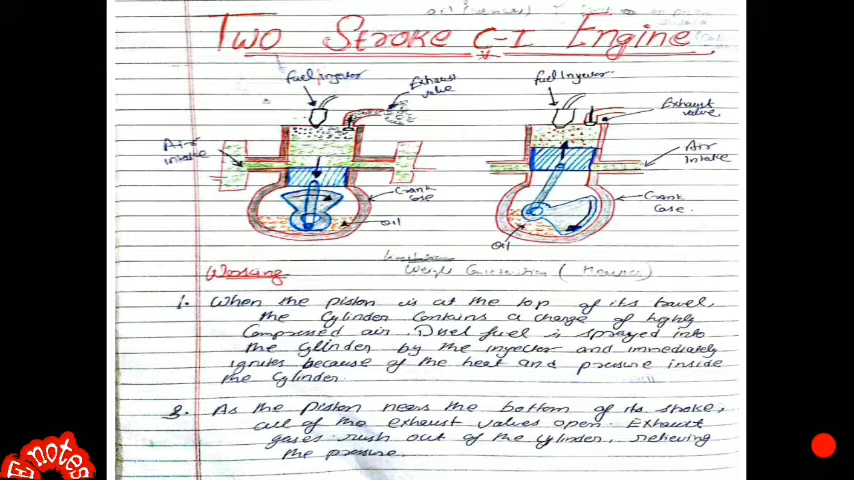 Two Stroke C-I Engine
Fuel Injector
Exhaust valve
Air intake
Crank Case
oil
fuel Injector
Exhaust valve
Air Intake
Crank Case.
oil
Working
1. When the piston is at the top of its travel,
the Cylinder contains a charge of highly
Compressed air. Disel fuel is sprayed into
the Cylinder by the injector and immediately
ignites because of the heat and pressure inside
the Cylinder.
As the Piston nears the bottom of its stroke,
all of the exhaust valves open. Exhaust
gases rush out of the cylinder, relieving
the pressure.
E notes